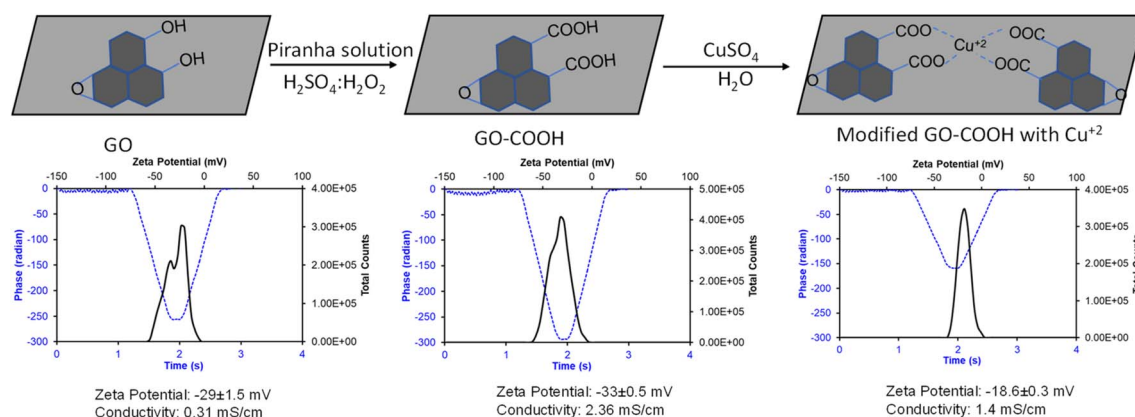 OH
OH
O
Piranha solution
H₂SO₄:H₂O₂
COOH
COOH
O
CuSO₄
H₂O
COO
COO
Cu⁺²
OOC
OOC
O
O
GO
GO-COOH
Modified GO-COOH with Cu⁺²
Zeta Potential (mV)
-150 -100 -50 0 50 100
0
-50
-100
-150
-200
-250
-300
Phase (radian)
4.00E+05
3.00E+05
2.00E+05
1.00E+05
0.00E+00
Total Counts
0 1 2 3 4
Time (s)
Zeta Potential: -29±1.5 mV
Conductivity: 0.31 mS/cm
Zeta Potential (mV)
-150 -100 -50 0 50 100
0
-50
-100
-150
-200
-250
-300
Phase (radian)
5.00E+05
4.00E+05
3.00E+05
2.00E+05
1.00E+05
0.00E+00
Total Counts
0 1 2 3 4
Time (s)
Zeta Potential: -33±0.5 mV
Conductivity: 2.36 mS/cm
Zeta Potential (mV)
-150 -100 -50 0 50 100
0
-50
-100
-150
-200
-250
-300
Phase (radian)
4.00E+05
3.00E+05
2.00E+05
1.00E+05
0.00E+00
Total Counts
0 1 2 3 4
Time (s)
Zeta Potential: -18.6±0.3 mV
Conductivity: 1.4 mS/cm